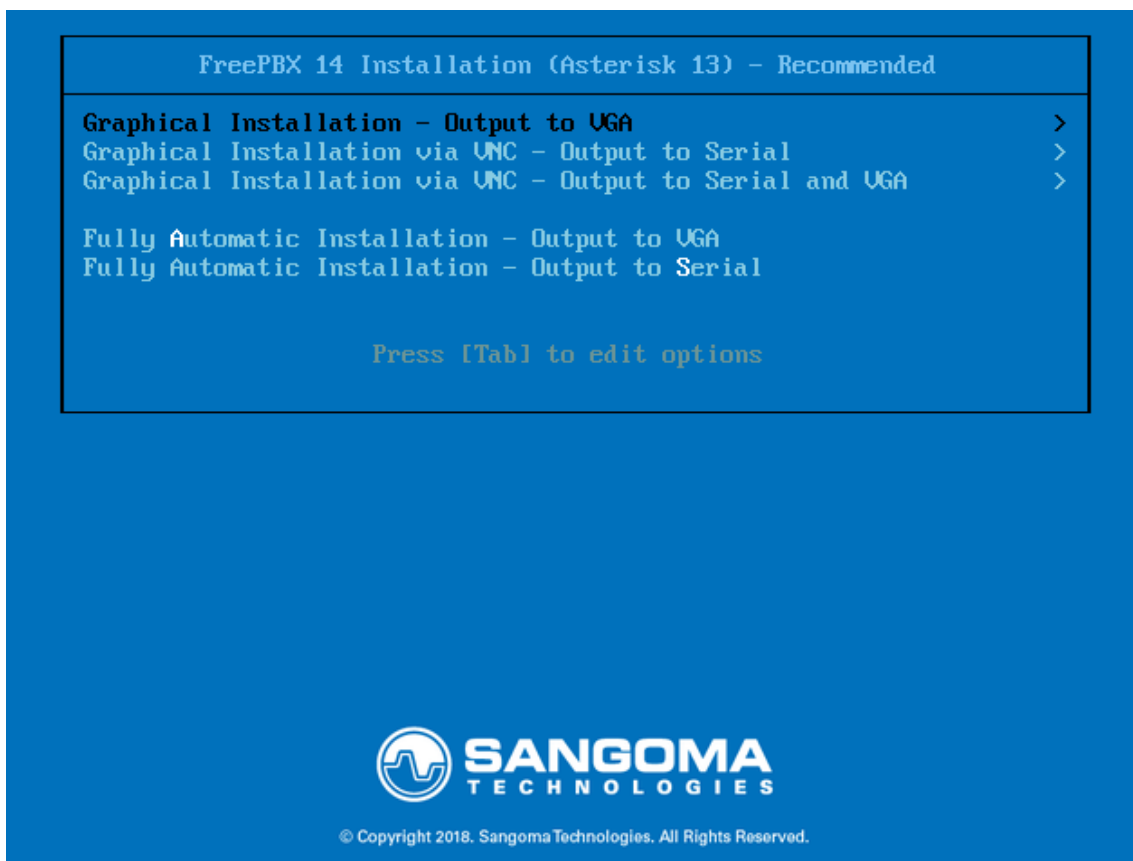 FreePBX 14 Installation (Asterisk 13) - Recommended
Graphical Installation - Output to VGA >
Graphical Installation via VNC - Output to Serial >
Graphical Installation via VNC - Output to Serial and VGA >
Fully Automatic Installation - Output to VGA
Fully Automatic Installation - Output to Serial
Press [Tab] to edit options
SANGOMA
TECHNOLOGIES
© Copyright 2018. Sangoma Technologies. All Rights Reserved.